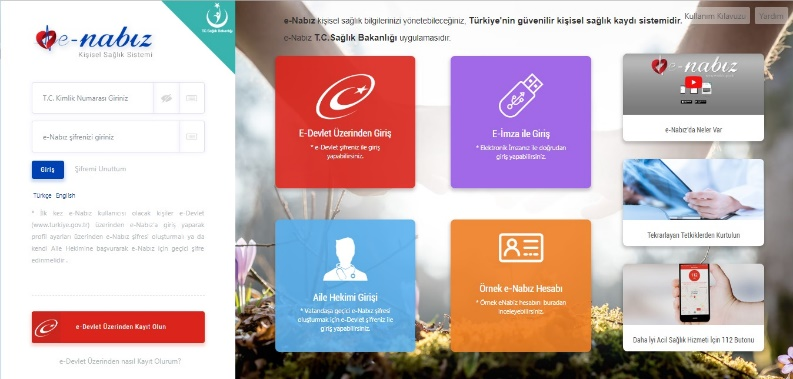 e-nabız
Kişisel Sağlık Sistemi
T.C. Sağlık Bakanlığı
T.C. Kimlik Numarası Giriniz
e-Nabız şifrenizi giriniz
Giriş
Şifremi Unuttum
Türkçe English
* İlk kez e-Nabız kullanıcısı olacak kişiler e-Devlet
(www.turkiye.gov.tr) üzerinden e-Nabız'a giriş yaparak
profil ayarları üzerinden e-Nabız şifresi oluşturmalı ya da
kendi Aile Hekimine başvurarak e-Nabız için geçici şifre
edinmelidir.
e-Devlet Üzerinden Kayıt Olun
e-Devlet Üzerinden nasıl Kayıt Olurum?
e-Nabız kişisel sağlık bilgilerinizi yönetebileceğiniz, Türkiye'nin güvenilir kişisel sağlık kaydı sistemidir.
e-Nabız T.C.Sağlık Bakanlığı uygulamasıdır.
Kullanım Kılavuzu
Yardım
E-Devlet Üzerinden Giriş
* e-Devlet şifreniz ile giriş
yapabilirsiniz.
E-İmza ile Giriş
* Elektronik İmzanız ile doğrudan
giriş yapabilirsiniz.
Aile Hekimi Girişi
* Vatandaşa geçici e-Nabız şifresi
oluşturmak için e-Devlet şifreniz ile
giriş yapabilirsiniz.
Örnek e-Nabız Hesabı
* Örnek eNabız hesabını buradan
inceleyebilirsiniz.
e-nabız
e-Nabız'da Neler Var
Tekrarlayan Tetkiklerden Kurtulun
Daha İyi Acil Sağlık Hizmeti İçin 112 Butonu